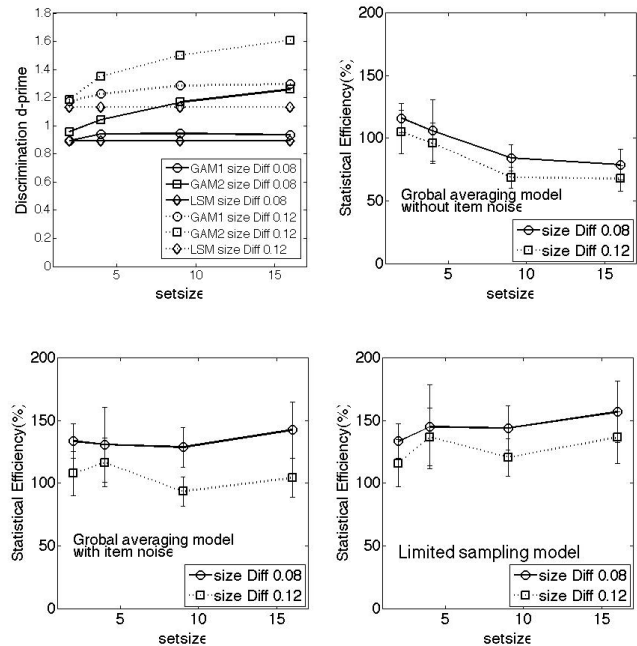 1.8
1.6
1.4
1.2
1
0.8
0.6
0.4
0.2
0
Discrimination d-prime
GAM1 size Diff 0.08
GAM2 size Diff 0.08
LSM size Diff 0.08
GAM1 size Diff 0.12
GAM2 size Diff 0.12
LSM size Diff 0.12
5 10 15
setsize
200
150
100
50
0
Statistical Efficiency(%)
Grobal averaging model
without item noise
size Diff 0.08
size Diff 0.12
5 10 15
setsize
200
150
100
50
0
Statistical Efficiency(%)
Grobal averaging model
with item noise
size Diff 0.08
size Diff 0.12
5 10 15
setsize
200
150
100
50
0
Statistical Efficiency(%)
Limited sampling model
size Diff 0.08
size Diff 0.12
5 10 15
setsize